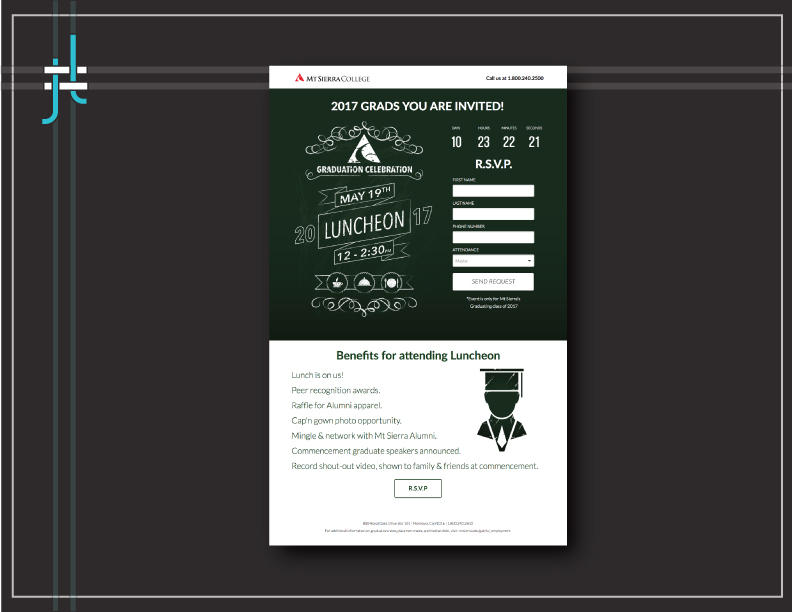 jt
MT SIERRA COLLEGE
Call us at 1.800.240.2500
2017 GRADS YOU ARE INVITED!
GRADUATION CELEBRATION
MAY 19TH
20 LUNCHEON 17
12 - 2:30PM
DAYS HOURS MINUTES SECONDS
10 23 22 21
R.S.V.P.
FIRST NAME
LAST NAME
PHONE NUMBER
ATTENDANCE
SEND REQUEST
*Event is only for Mt Sierra's
Graduating class of 2017
Benefits for attending Luncheon
Lunch is on us!
Peer recognition awards.
Raffle for Alumni apparel.
Cap'n gown photo opportunity.
Mingle & network with Mt Sierra Alumni.
Commencement graduate speakers announced.
Record shout-out video, shown to family & friends at commencement.
R.S.V.P